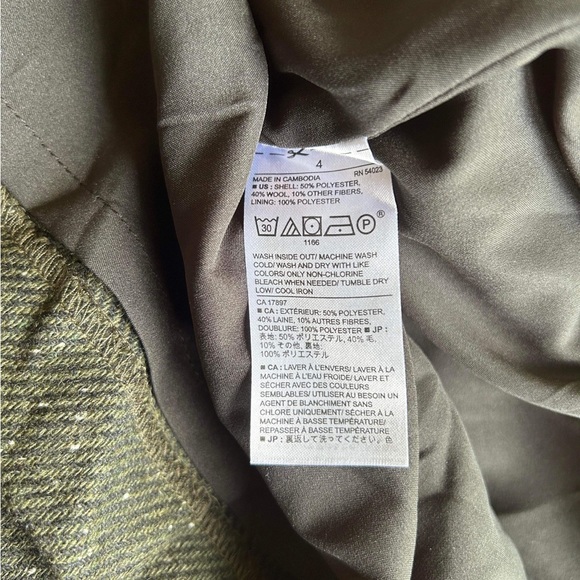 4
MADE IN CAMBODIA RN 54023
■ US : SHELL: 50% POLYESTER,
40% WOOL, 10% OTHER FIBERS,
LINING: 100% POLYESTER
30 P
1166
WASH INSIDE OUT/ MACHINE WASH
COLD/ WASH AND DRY WITH LIKE
COLORS/ ONLY NON-CHLORINE
BLEACH WHEN NEEDED/ TUMBLE DRY
LOW/ COOL IRON
CA 17897
■ CA : EXTÉRIEUR: 50% POLYESTER,
40% LAINE, 10% AUTRES FIBRES,
DOUBLURE: 100% POLYESTER ■ JP :
表地: 50% ポリエステル, 40% 毛,
10% その他, 裏地:
100% ポリエステル
■ CA : LAVER À L'ENVERS/ LAVER À LA
MACHINE À L'EAU FROIDE/ LAVER ET
SÉCHER AVEC DES COULEURS
SEMBLABLES/ UTILISER AU BESOIN UN
AGENT DE BLANCHIMENT SANS
CHLORE UNIQUEMENT/ SÉCHER À LA
MACHINE À BASSE TEMPÉRATURE/
REPASSER À BASSE TEMPÉRATURE
■ JP : 裏返して洗ってください。色